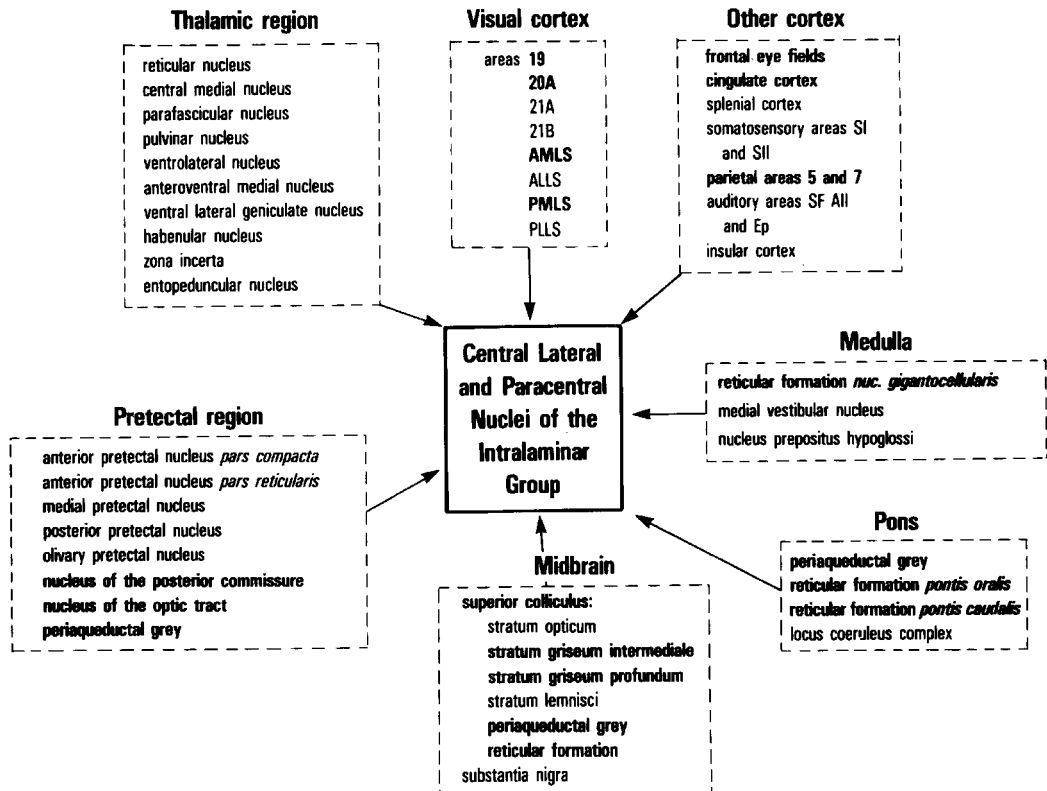 Thalamic region
reticular nucleus
central medial nucleus
parafascicular nucleus
pulvinar nucleus
ventrolateral nucleus
anteroventral medial nucleus
ventral lateral geniculate nucleus
habenular nucleus
zona incerta
entopeduncular nucleus
Visual cortex
areas 19
20A
21A
21B
AMLS
ALLS
PMLS
PLLS
Other cortex
frontal eye fields
cingulate cortex
splenial cortex
somatosensory areas SI
and SII
parietal areas 5 and 7
auditory areas SF AII
and Ep
insular cortex
Central Lateral
and Paracentral
Nuclei of the
Intralaminar
Group
Medulla
reticular formation nuc. gigantocellularis
medial vestibular nucleus
nucleus prepositus hypoglossi
Pretectal region
anterior pretectal nucleus pars compacta
anterior pretectal nucleus pars reticularis
medial pretectal nucleus
posterior pretectal nucleus
olivary pretectal nucleus
nucleus of the posterior commissure
nucleus of the optic tract
periaqueductal grey
Pons
periaqueductal grey
reticular formation pontis oralis
reticular formation pontis caudalis
locus coeruleus complex
Midbrain
superior colliculus:
stratum opticum
stratum griseum intermediale
stratum griseum profundum
stratum lemnisci
periaqueductal grey
reticular formation
substantia nigra